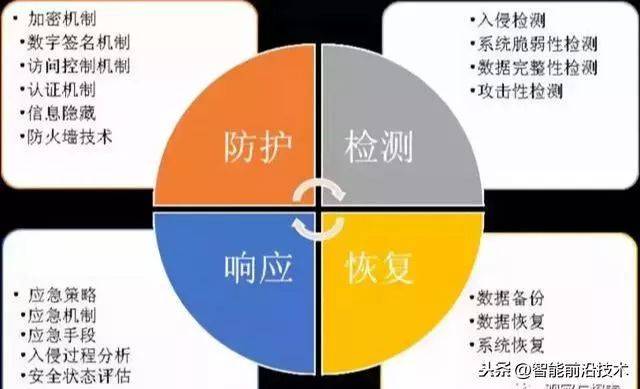 • 加密机制
• 数字签名机制
• 访问控制机制
• 认证机制
• 信息隐藏
• 防火墙技术
• 入侵检测
• 系统脆弱性检测
• 数据完整性检测
• 攻击性检测
防护
检测
响应
恢复
• 应急策略
• 应急机制
• 应急手段
• 入侵过程分析
• 安全状态评估
• 数据备份
• 数据恢复
• 系统恢复
头条@智能前沿技术